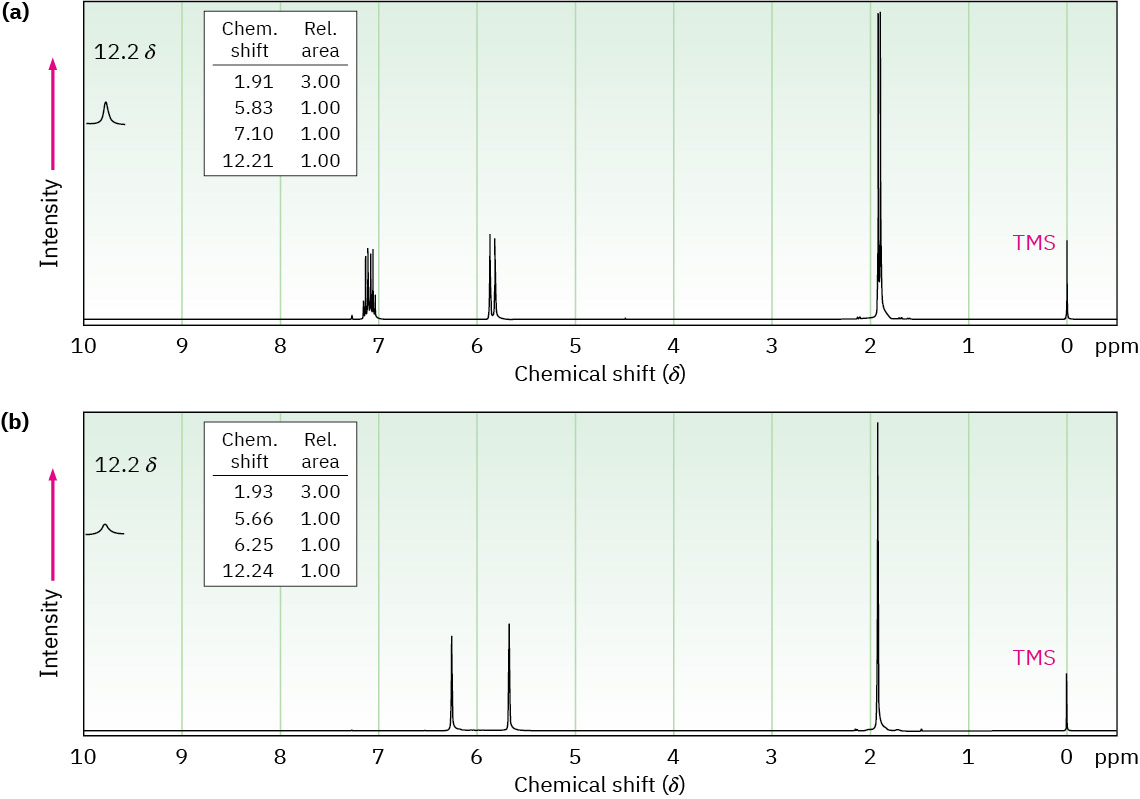 (a)
12.2 δ
Chem. Rel.
shift area
1.91 3.00
5.83 1.00
7.10 1.00
12.21 1.00
Intensity
TMS
10 9 8 7 6 5 4 3 2 1 0 ppm
Chemical shift (δ)
(b)
12.2 δ
Chem. Rel.
shift area
1.93 3.00
5.66 1.00
6.25 1.00
12.24 1.00
Intensity
TMS
10 9 8 7 6 5 4 3 2 1 0 ppm
Chemical shift (δ)